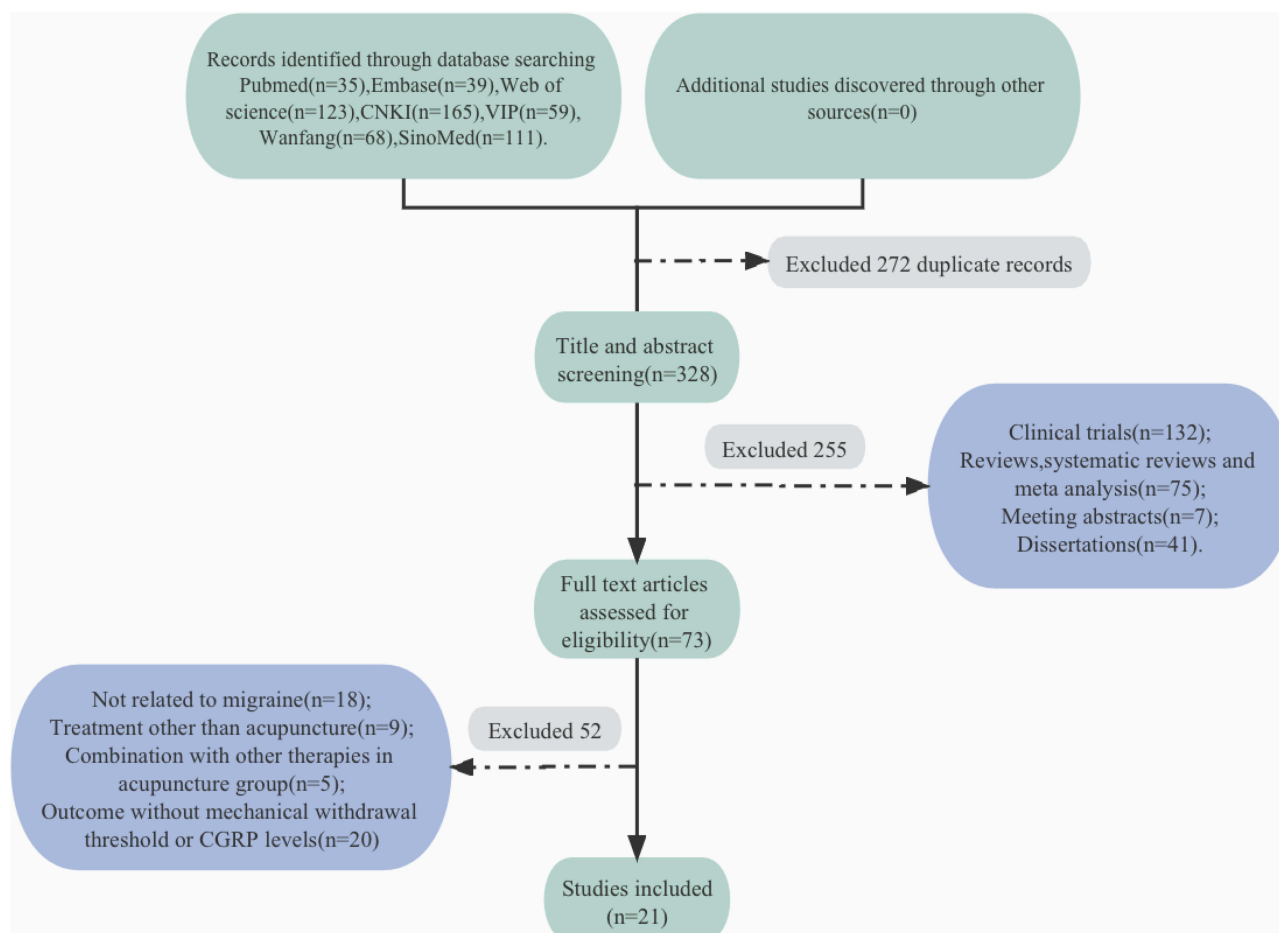 Records identified through database searching
Pubmed(n=35),Embase(n=39),Web of
science(n=123),CNKI(n=165),VIP(n=59),
Wanfang(n=68),SinoMed(n=111).
Additional studies discovered through other
sources(n=0)
Excluded 272 duplicate records
Title and abstract
screening(n=328)
Excluded 255
Clinical trials(n=132);
Reviews,systematic reviews and
meta analysis(n=75);
Meeting abstracts(n=7);
Dissertations(n=41).
Full text articles
assessed for
eligibility(n=73)
Excluded 52
Not related to migraine(n=18);
Treatment other than acupuncture(n=9);
Combination with other therapies in
acupuncture group(n=5);
Outcome without mechanical withdrawal
threshold or CGRP levels(n=20)
Studies included
(n=21)